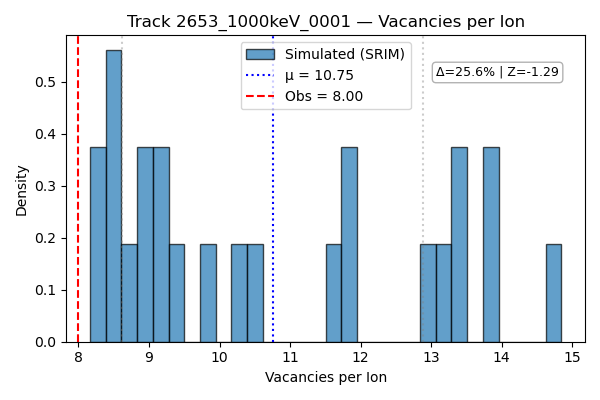 Track 2653_1000keV_0001 — Vacancies per Ion
Simulated (SRIM)
μ = 10.75
Obs = 8.00
Δ=25.6% | Z=-1.29
Density
0.5
0.4
0.3
0.2
0.1
0.0
8 9 10 11 12 13 14 15
Vacancies per Ion